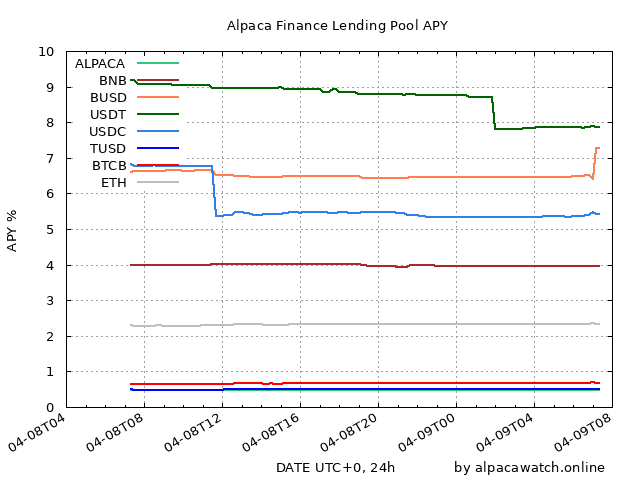 Alpaca Finance Lending Pool APY
10
9
8
7
6
5
4
3
2
1
0
APY %
ALPACA
BNB
BUSD
USDT
USDC
TUSD
BTCB
ETH
04-08T04
04-08T08
04-08T12
04-08T16
04-08T20
04-09T00
04-09T04
04-09T08
DATE UTC+0, 24h
by alpacawatch.online